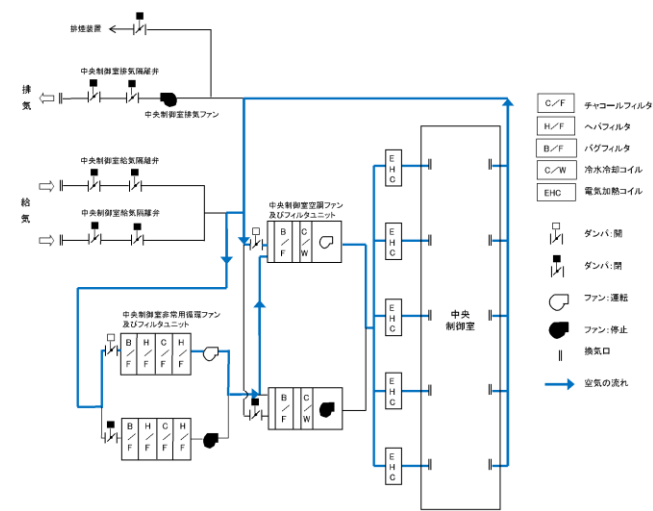 排煙装置
中央制御室排気隔離弁
排
気
中央制御室排気ファン
中央制御室給気隔離弁
給
気
中央制御室給気隔離弁
中央制御室空調ファン
及びフィルタユニット
B/F
C/W
中央制御室非常用循環ファン
及びフィルタユニット
B/F
H/F
C/F
H/F
B/F
H/F
C/F
H/F
B/F
C/W
EHC
EHC
EHC
EHC
EHC
中央
制御室
C/F チャコールフィルタ
H/F ヘパフィルタ
B/F バグフィルタ
C/W 冷水冷却コイル
EHC 電気加熱コイル
ダンパ:開
ダンパ:閉
ファン:運転
ファン:停止
換気口
空気の流れ